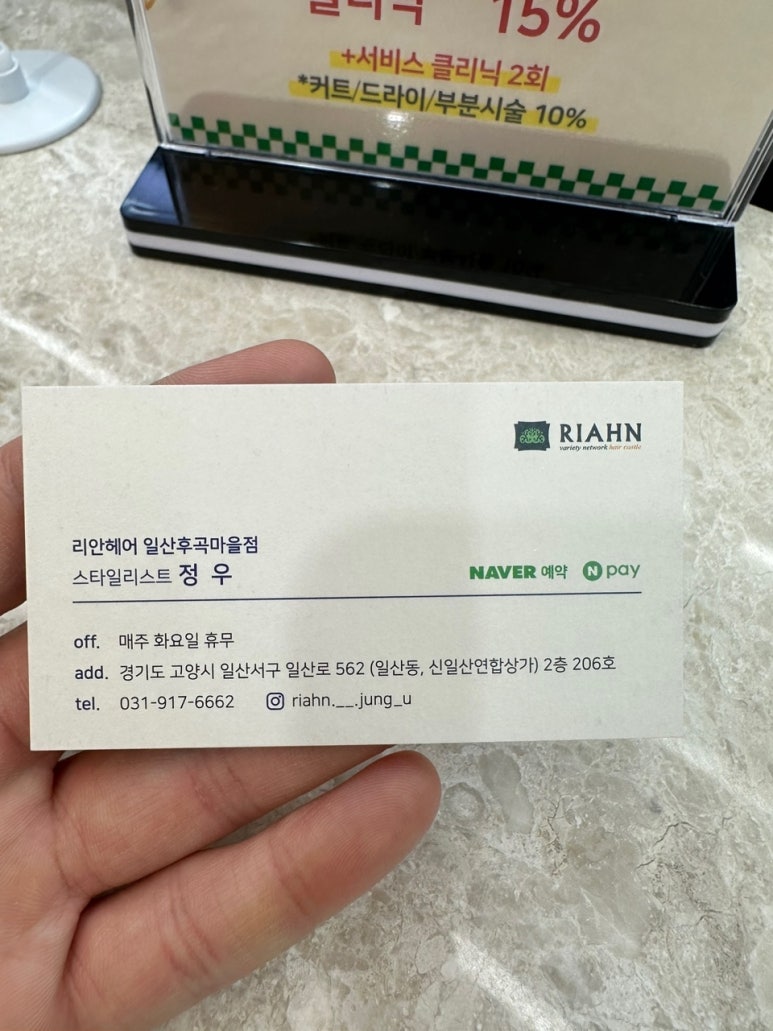 15%
+서비스 클리닉 2회
*커트/드라이/부분시술 10%
RIAHN
variety network hair castle
리안헤어 일산후곡마을점
스타일리스트 정 우
NAVER 예약 N pay
off. 매주 화요일 휴무
add. 경기도 고양시 일산서구 일산로 562 (일산동, 신일산연합상가) 2층 206호
tel. 031-917-6662 riahn.__.jung_u